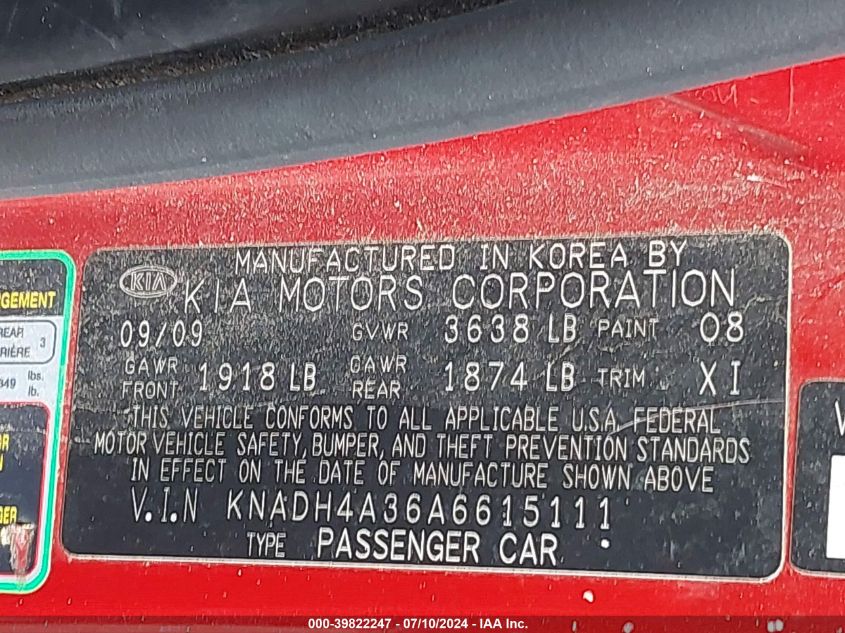 MANUFACTURED IN KOREA BY
KIA KIA MOTORS CORPORATION
09/09 GVWR 3638 LB PAINT 08
GAWR FRONT 1918 LB GAWR REAR 1874 LB TRIM XI
THIS VEHICLE CONFORMS TO ALL APPLICABLE U.S.A. FEDERAL
MOTOR VEHICLE SAFETY, BUMPER, AND THEFT PREVENTION STANDARDS
IN EFFECT ON THE DATE OF MANUFACTURE SHOWN ABOVE
V.I.N KNADH4A36A6615111
TYPE PASSENGER CAR
REAR
3
lbs.
lb.
000-39822247 - 07/10/2024 - IAA Inc.